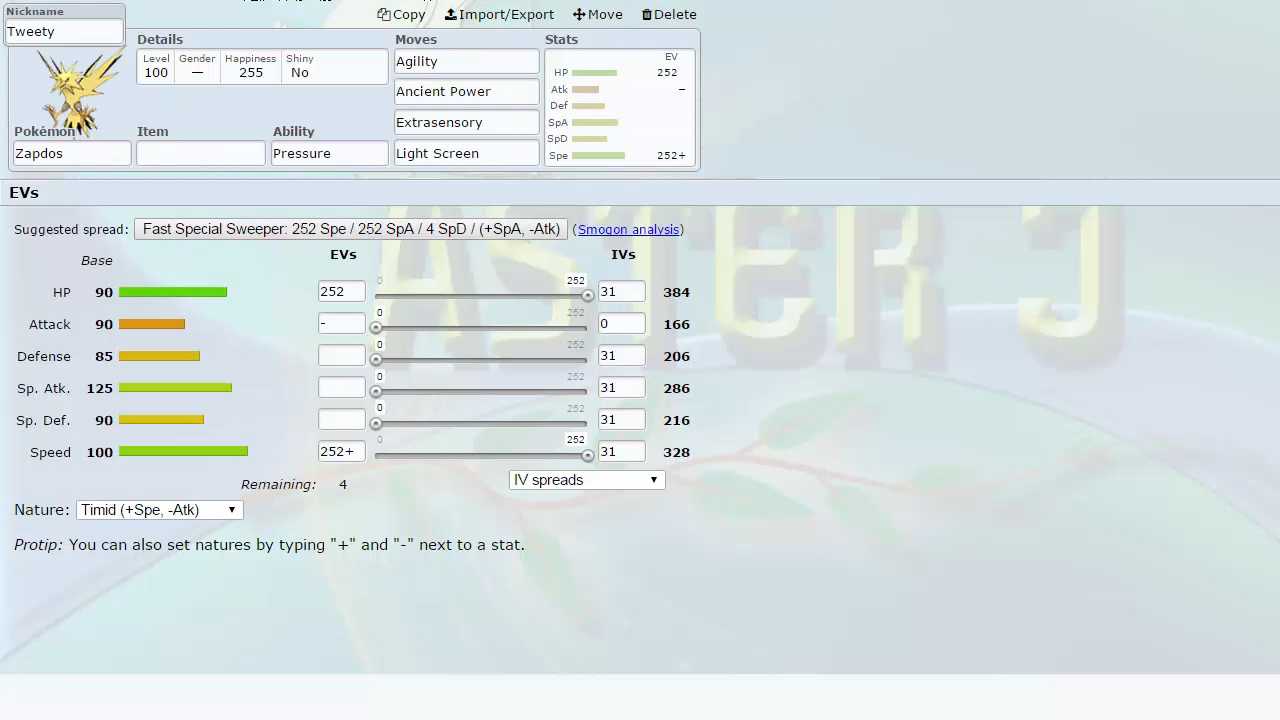 Nickname
Tweety
Copy Import/Export Move Delete
Details Moves Stats
Level Gender Happiness Shiny
100 — 255 No
Agility
Ancient Power
Extrasensory
Light Screen
EV
HP 252
Atk –
Def
SpA
SpD
Spe 252+
Pokémon Item Ability
Zapdos Pressure
EVs
Suggested spread: Fast Special Sweeper: 252 Spe / 252 SpA / 4 SpD / (+SpA, -Atk) (Smogon analysis)
Base EVs IVs
HP 90 252 0 252 31 384
Attack 90 - 0 252 0 166
Defense 85 0 252 31 206
Sp. Atk. 125 0 252 31 286
Sp. Def. 90 0 252 31 216
Speed 100 252+ 0 252 31 328
Remaining: 4 IV spreads
Nature: Timid (+Spe, -Atk)
Protip: You can also set natures by typing "+" and "-" next to a stat.
ASTER J